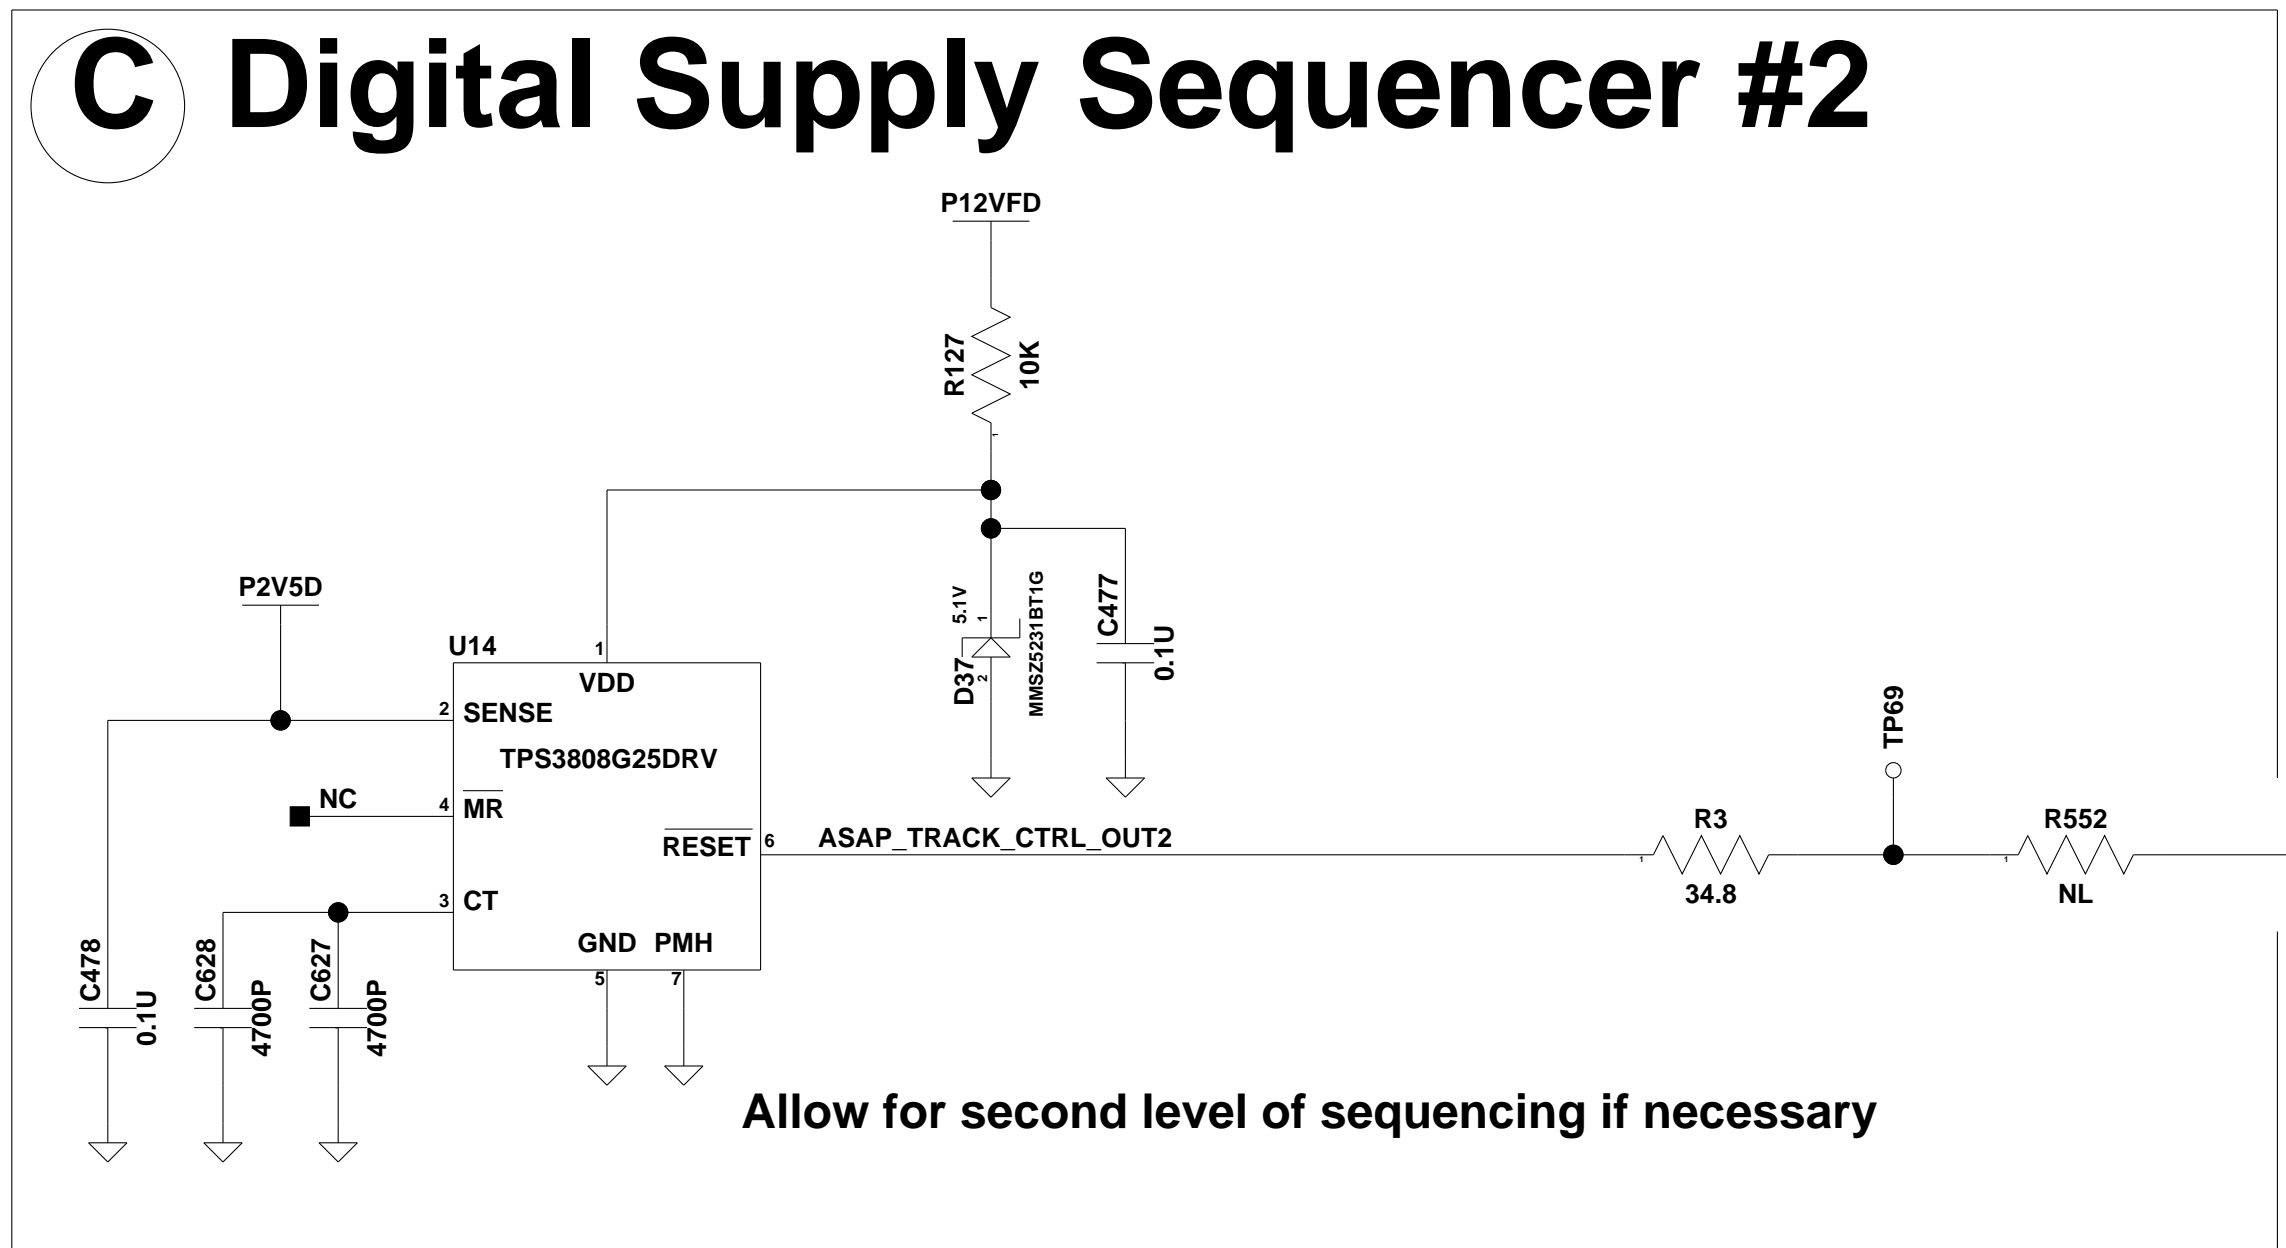 C Digital Supply Sequencer #2
P12VFD
R127
10K
1
P2V5D
5.1V
1
D37
2
MMSZ5231BT1G
C477
0.1U
U14
1
VDD
2
SENSE
TPS3808G25DRV
NC
4
MR
RESET
6
ASAP_TRACK_CTRL_OUT2
3
CT
GND
PMH
5
7
C478
0.1U
C628
4700P
C627
4700P
TP69
R3
1
34.8
R552
1
NL
Allow for second level of sequencing if necessary